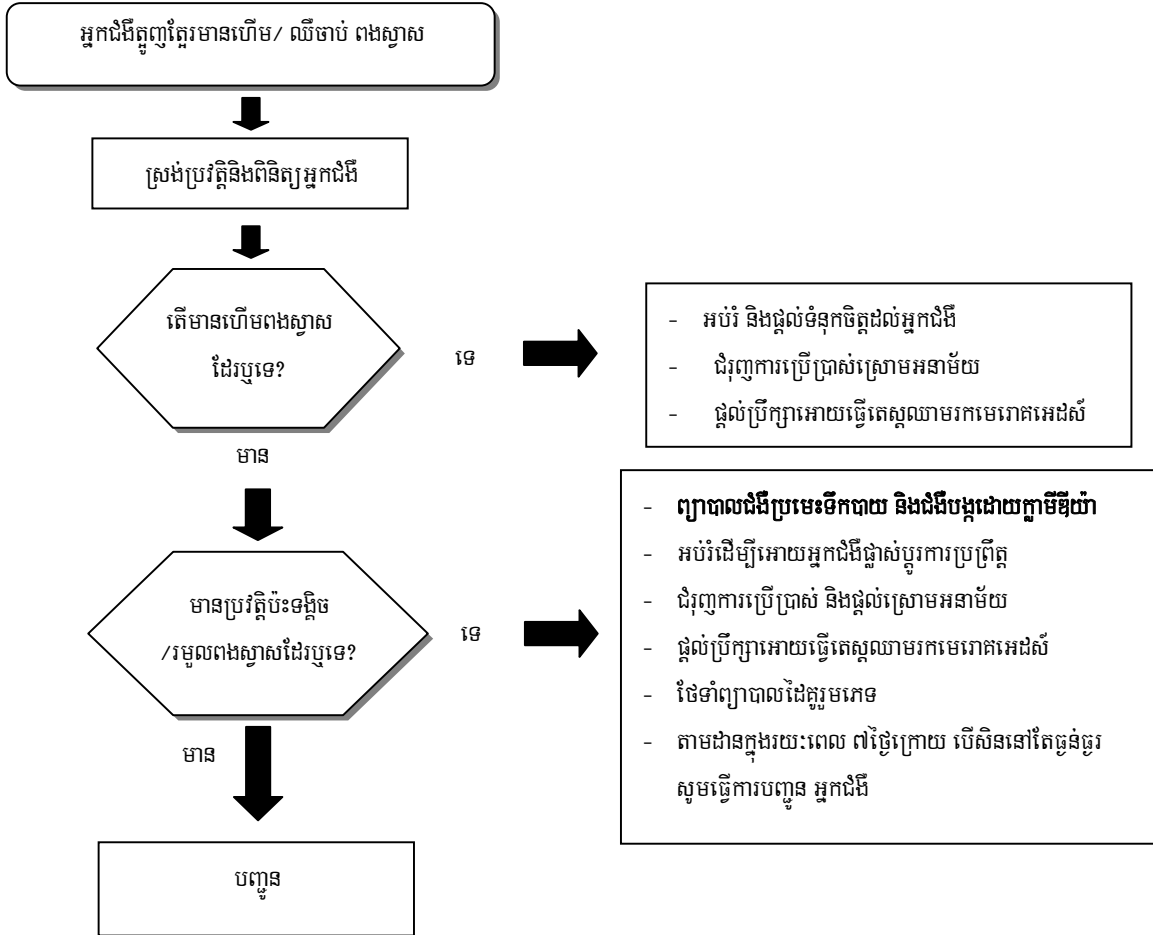 អ្នកជំងឺត្អូញត្អែរមានហើម/ ឈឺចាប់ ពងស្វាស
ស្រង់ប្រវត្តិនិងពិនិត្យអ្នកជំងឺ
តើមានហើមពងស្វាស
ដែរឬទេ?
ទេ
- អប់រំ និងផ្តល់ទំនុកចិត្តដល់អ្នកជំងឺ
- ជំរុញការប្រើប្រាស់ស្រោមអនាម័យ
- ផ្តល់ប្រឹក្សាអោយធ្វើតេស្តឈាមរកមេរោគអេដស៍
មាន
មានប្រវត្តិប៉ះទង្គិច
/រមួលពងស្វាសដែរឬទេ?
ទេ
- ព្យាបាលជំងឺប្រមេះទឹកបាយ និងជំងឺបង្កដោយក្លាមីឌីយ៉ា
- អប់រំដើម្បីអោយអ្នកជំងឺផ្លាស់ប្តូរការប្រព្រឹត្ត
- ជំរុញការប្រើប្រាស់ និងផ្តល់ស្រោមអនាម័យ
- ផ្តល់ប្រឹក្សាអោយធ្វើតេស្តឈាមរកមេរោគអេដស៍
- ថែទាំព្យាបាលដៃគូរួមភេទ
- តាមដានក្នុងរយៈពេល ៧ថ្ងៃក្រោយ បើសិននៅតែធ្ងន់ធ្ងរ
សូមធ្វើការបញ្ជូន អ្នកជំងឺ
មាន
បញ្ជូន